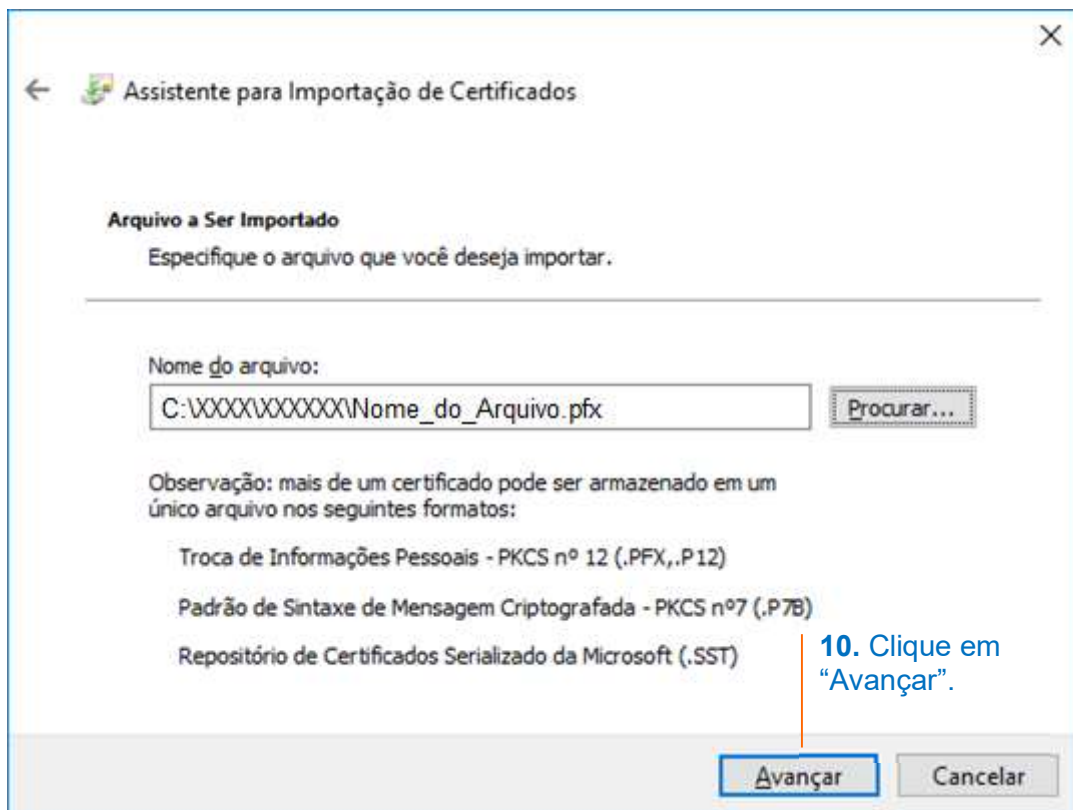 Assistente para Importação de Certificados
Arquivo a Ser Importado
Especifique o arquivo que você deseja importar.
Nome do arquivo:
C:\XXXX\XXXXXX\Nome_do_Arquivo.pfx
Procurar...
Observação: mais de um certificado pode ser armazenado em um
único arquivo nos seguintes formatos:
Troca de Informações Pessoais - PKCS nº 12 (.PFX,.P12)
Padrão de Sintaxe de Mensagem Criptografada - PKCS nº7 (.P7B)
Repositório de Certificados Serializado da Microsoft (.SST)
10. Clique em
“Avançar”.
Avançar
Cancelar